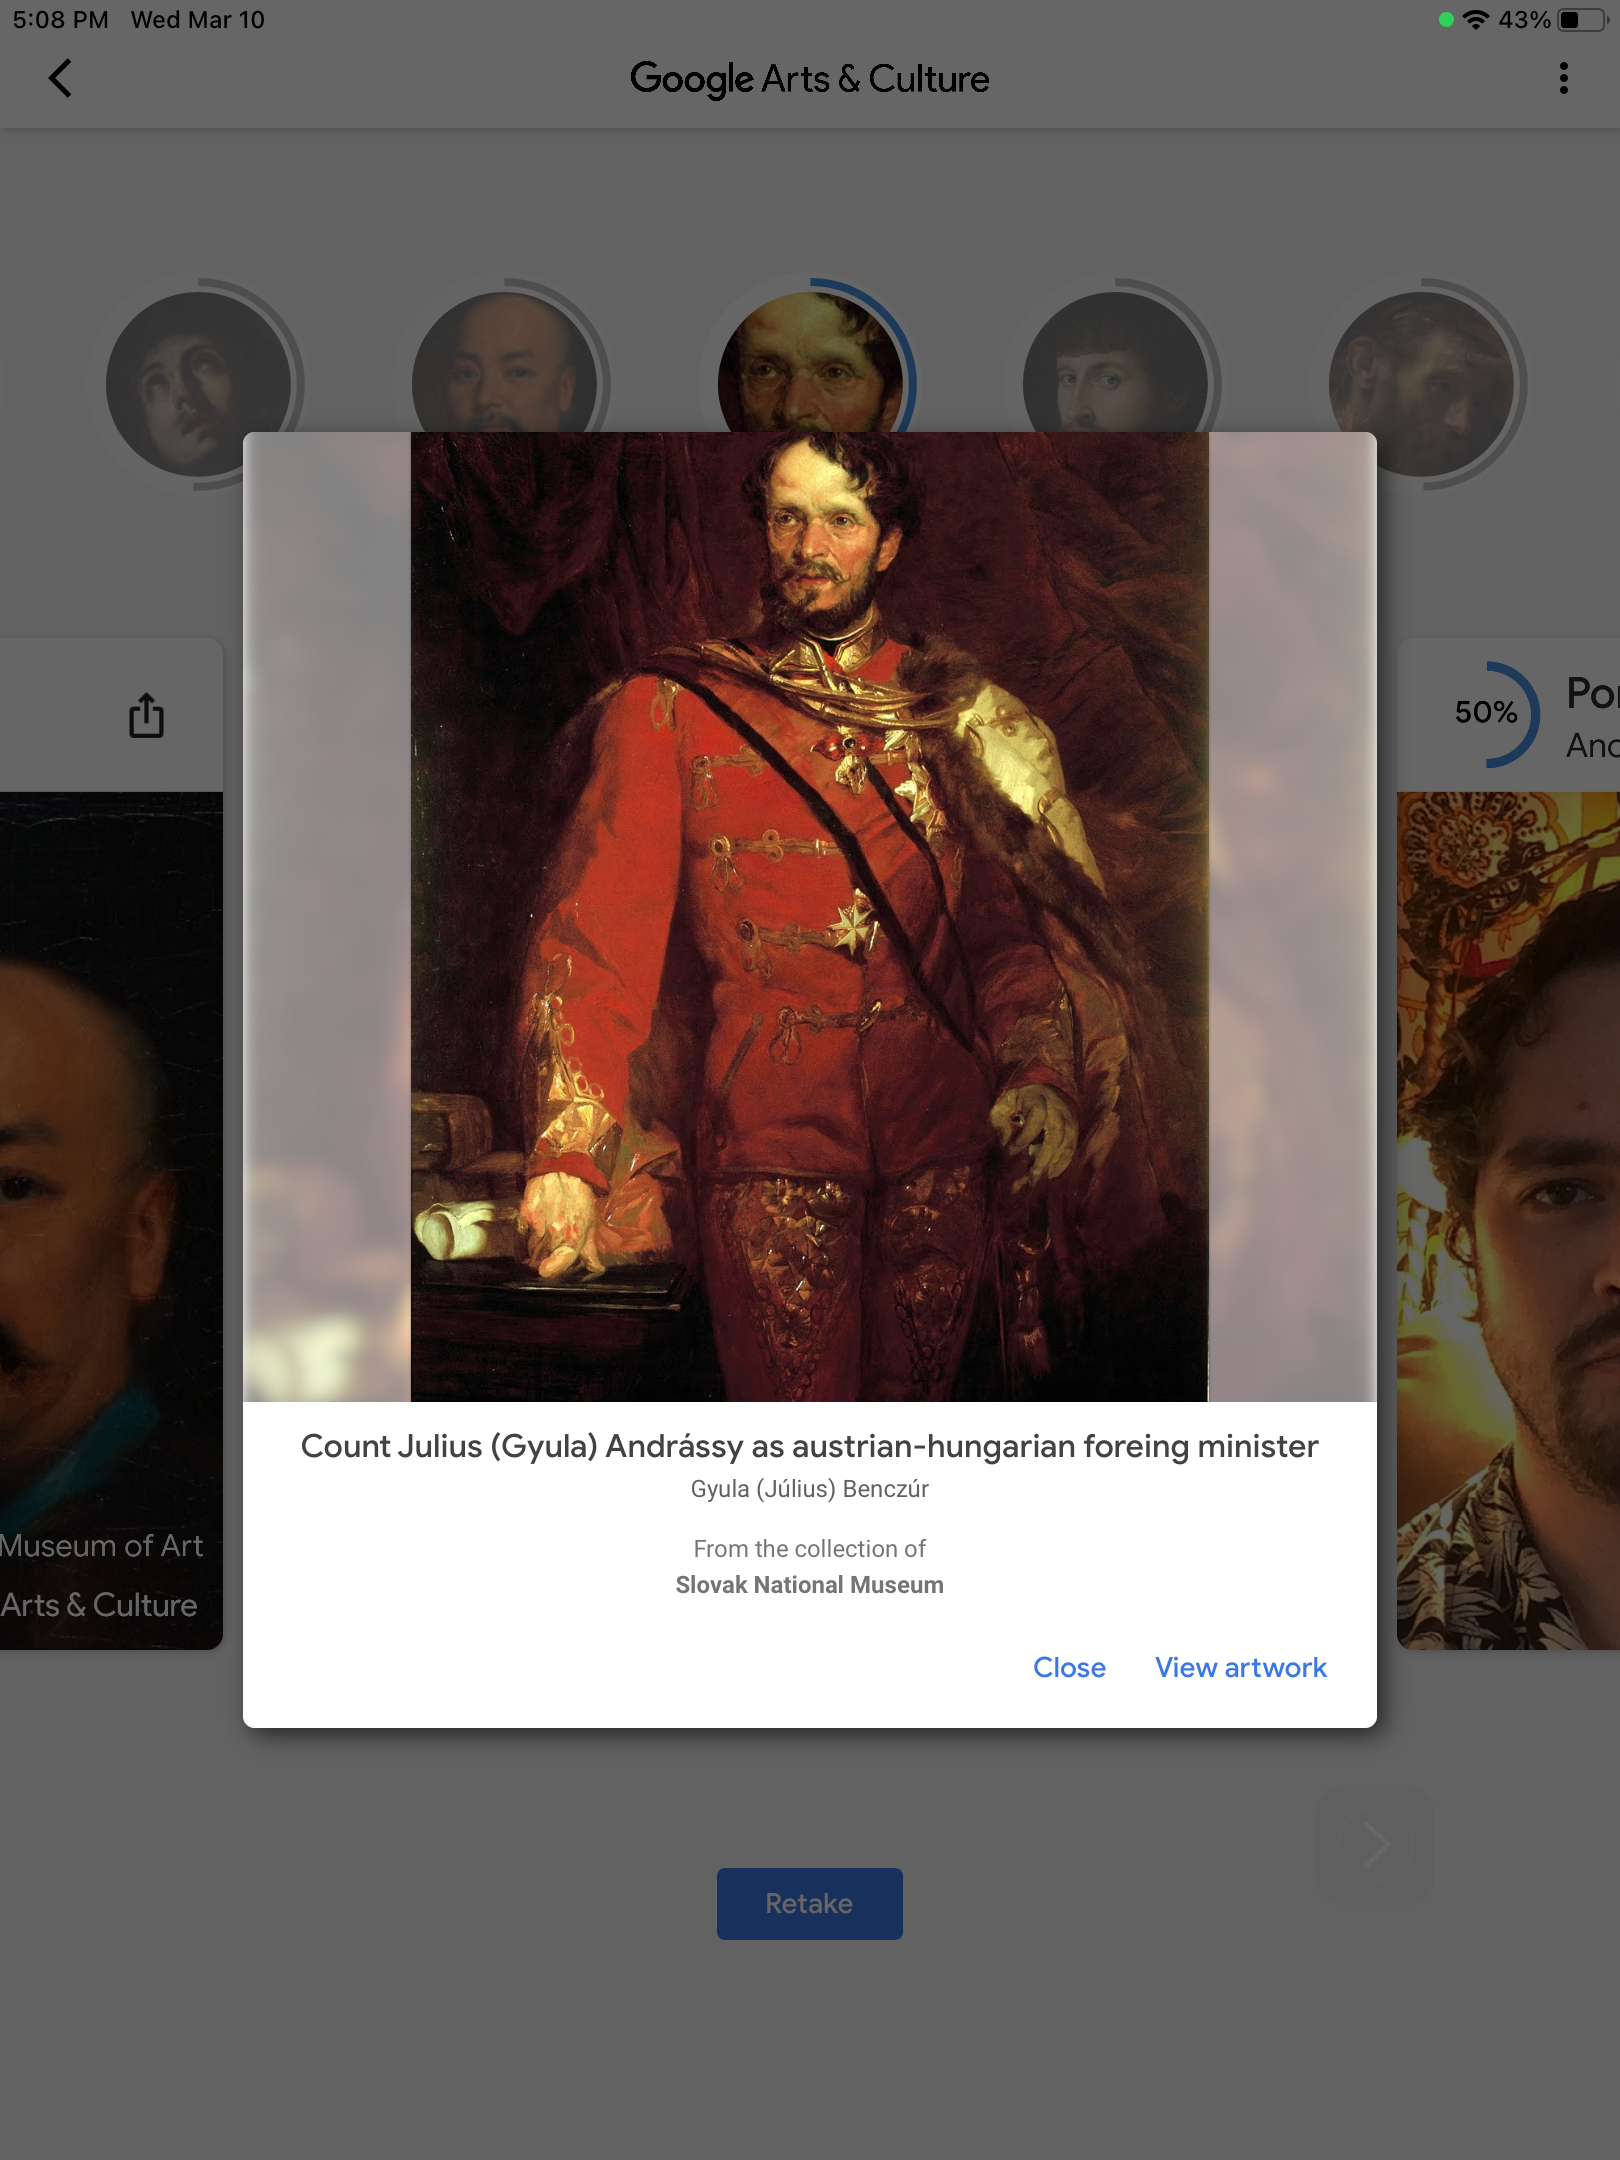 5:08 PM Wed Mar 10
43%
Google Arts & Culture
50%
Museum of Art
Arts & Culture
Count Julius (Gyula) Andrássy as austrian-hungarian foreing minister
Gyula (Július) Benczúr
From the collection of
Slovak National Museum
Close View artwork
Retake